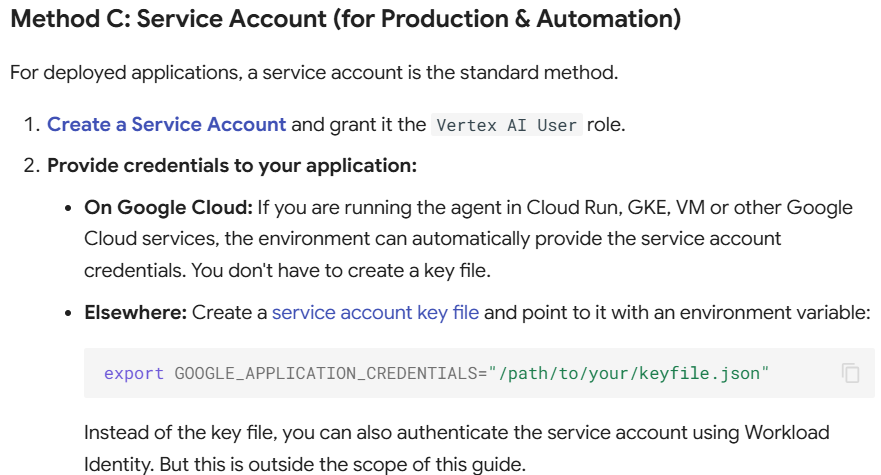 Method C: Service Account (for Production & Automation)
For deployed applications, a service account is the standard method.
1. Create a Service Account and grant it the Vertex AI User role.
2. Provide credentials to your application:
• On Google Cloud: If you are running the agent in Cloud Run, GKE, VM or other Google
Cloud services, the environment can automatically provide the service account
credentials. You don't have to create a key file.
• Elsewhere: Create a service account key file and point to it with an environment variable:
export GOOGLE_APPLICATION_CREDENTIALS="/path/to/your/keyfile.json"
Instead of the key file, you can also authenticate the service account using Workload
Identity. But this is outside the scope of this guide.